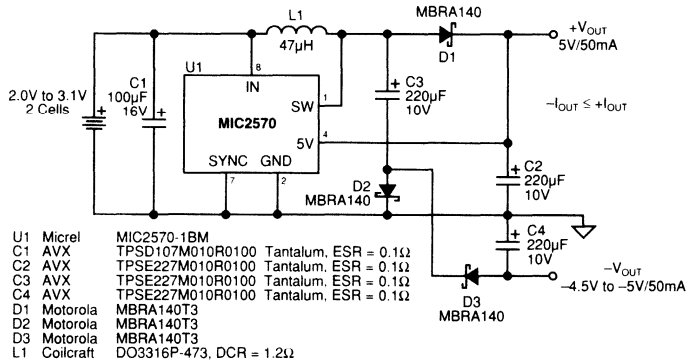 L1
47µH
MBRA140
D1
+VOUT
5V/50mA
U1
8
IN
C1
100µF
16V
+
2.0V to 3.1V
2 Cells
+
MIC2570
SW
1
5V
4
SYNC
GND
7
2
C3
220µF
10V
+
–IOUT ≤ +IOUT
D2
MBRA140
+
C2
220µF
10V
+
C4
220µF
10V
D3
MBRA140
–VOUT
–4.5V to –5V/50mA
U1 Micrel MIC2570-1BM
C1 AVX TPSD107M010R0100 Tantalum, ESR = 0.1Ω
C2 AVX TPSE227M010R0100 Tantalum, ESR = 0.1Ω
C3 AVX TPSE227M010R0100 Tantalum, ESR = 0.1Ω
C4 AVX TPSE227M010R0100 Tantalum, ESR = 0.1Ω
D1 Motorola MBRA140T3
D2 Motorola MBRA140T3
D3 Motorola MBRA140T3
L1 Coilcraft DO3316P-473, DCR = 1.2Ω